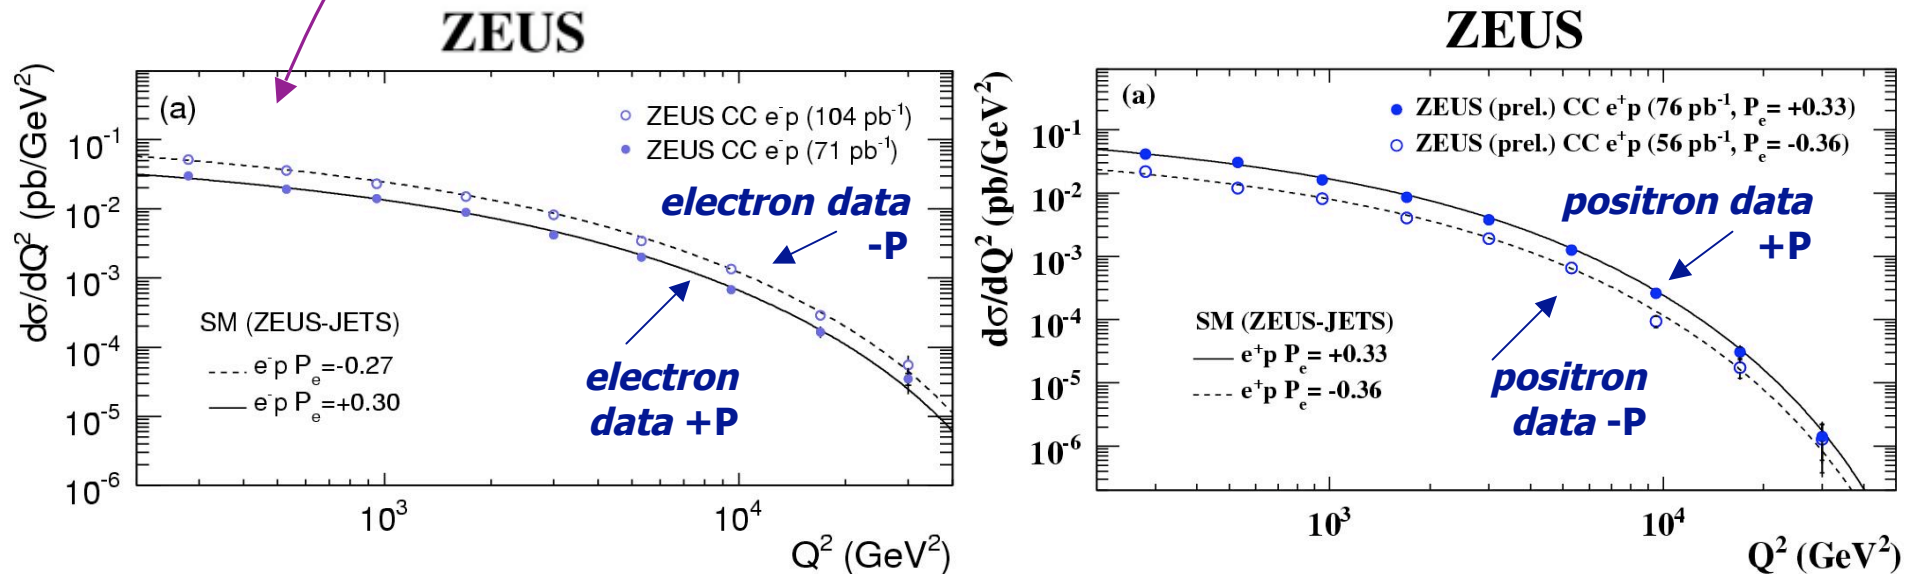 ZEUS
(a)
ZEUS CC e⁻p (104 pb⁻¹)
ZEUS CC e⁻p (71 pb⁻¹)
electron data
-P
electron
data +P
SM (ZEUS-JETS)
e⁻p Pₑ=-0.27
e⁻p Pₑ=+0.30
dσ/dQ² (pb/GeV²)
10⁻¹
10⁻²
10⁻³
10⁻⁴
10⁻⁵
10⁻⁶
10³
10⁴
Q² (GeV²)
ZEUS
(a)
ZEUS (prel.) CC e⁺p (76 pb⁻¹, Pₑ= +0.33)
ZEUS (prel.) CC e⁺p (56 pb⁻¹, Pₑ= -0.36)
positron data
+P
positron
data -P
SM (ZEUS-JETS)
e⁺p Pₑ= +0.33
e⁺p Pₑ= -0.36
dσ/dQ² (pb/GeV²)
10⁻¹
10⁻²
10⁻³
10⁻⁴
10⁻⁵
10⁻⁶
10³
10⁴
Q² (GeV²)